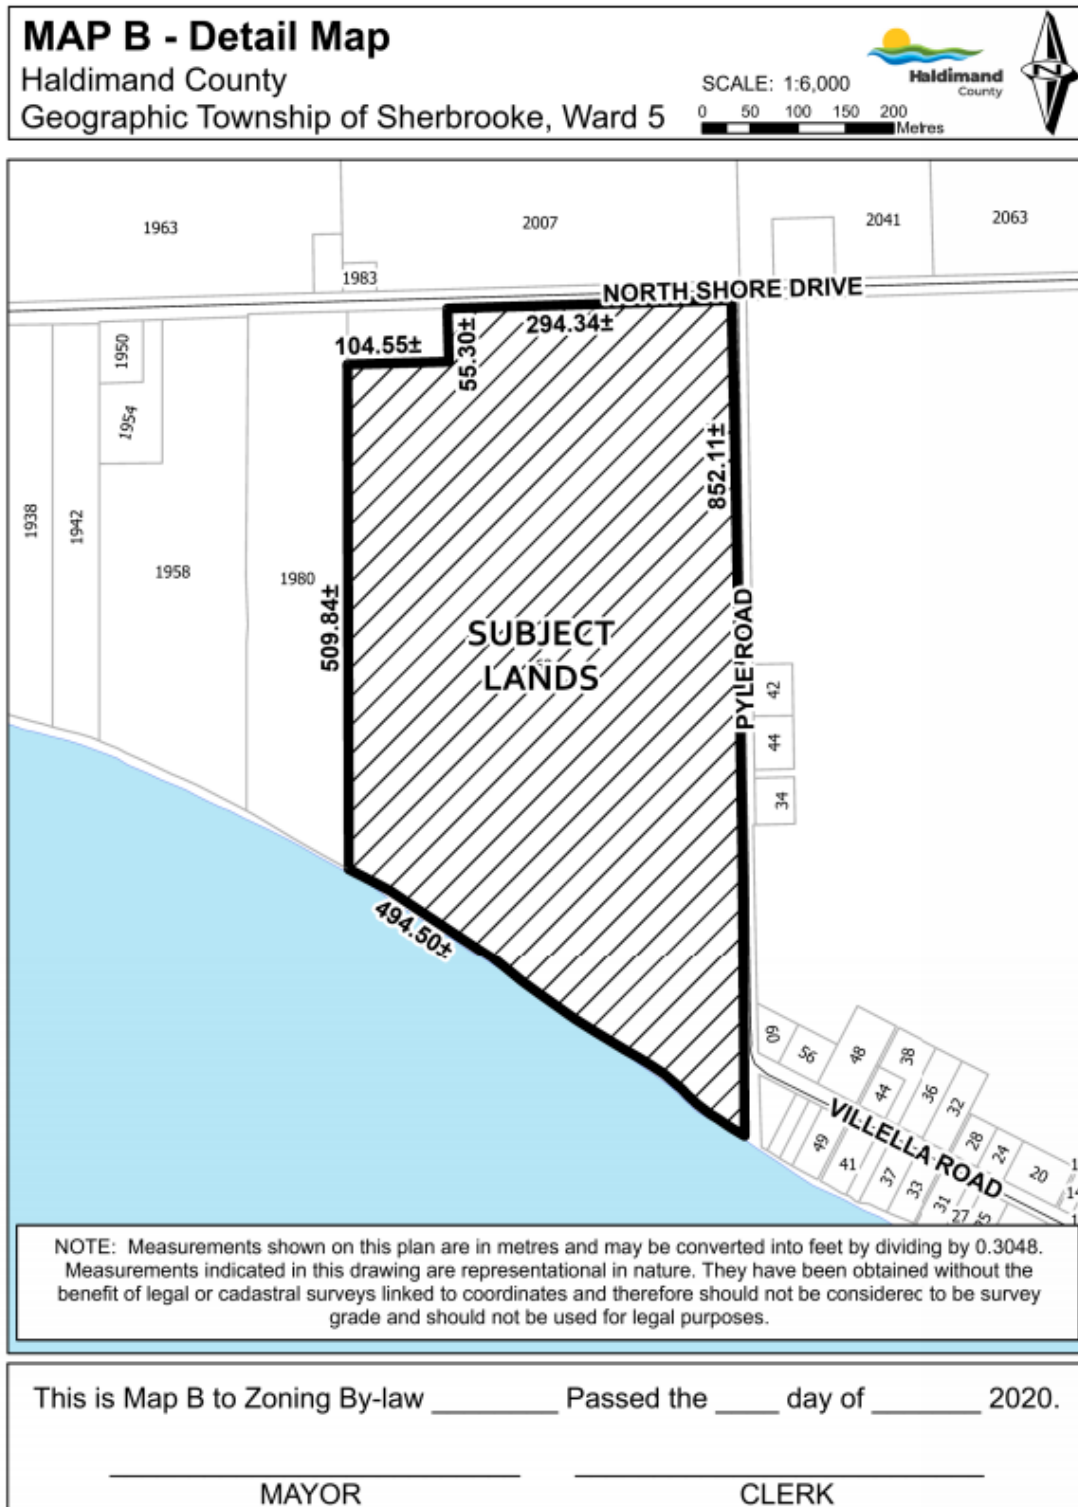 MAP B - Detail Map
Haldimand County
Geographic Township of Sherbrooke, Ward 5
SCALE: 1:6,000
0 50 100 150 200
Metres
Haldimand
County
N
1963
2007
2041
2063
1983
NORTH SHORE DRIVE
104.55±
55.30±
294.34±
1950
1954
852.11±
1938
1942
1958
1980
509.84±
SUBJECT
LANDS
PYLE ROAD
42
44
34
494.50±
60
56
48
38
44
36
32
VILLELLA ROAD
28
24
20
49
41
37
33
31
27
NOTE: Measurements shown on this plan are in metres and may be converted into feet by dividing by 0.3048.
Measurements indicated in this drawing are representational in nature. They have been obtained without the
benefit of legal or cadastral surveys linked to coordinates and therefore should not be considered to be survey
grade and should not be used for legal purposes.
This is Map B to Zoning By-law ________ Passed the ____ day of _______ 2020.
MAYOR
CLERK